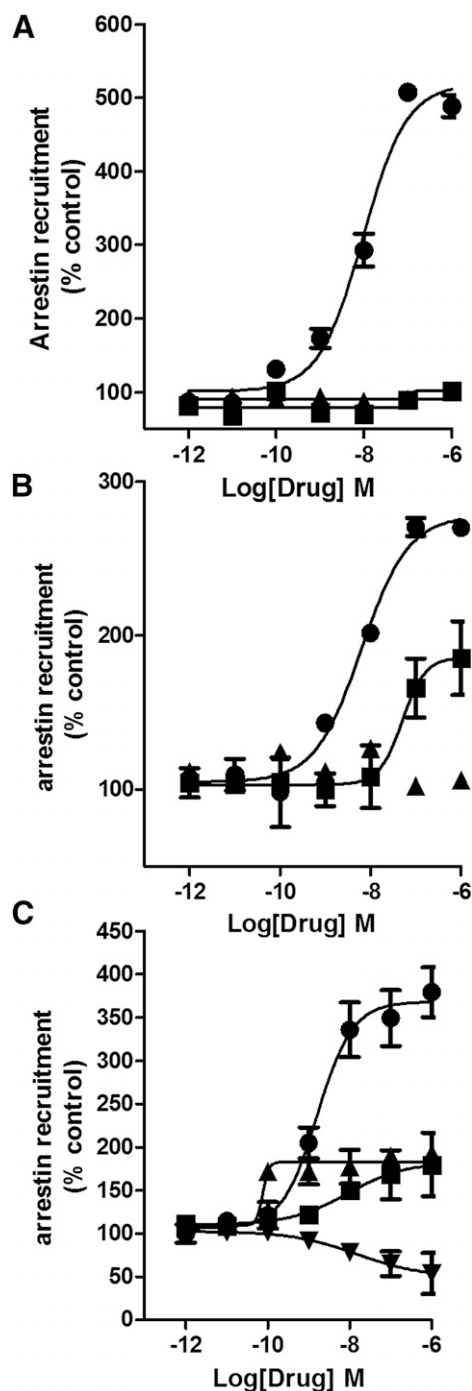 A
600
500
400
300
200
100
Arrestin recruitment
(% control)
-12 -10 -8 -6
Log[Drug] M
B
300
200
100
arrestin recruitment
(% control)
-12 -10 -8 -6
Log[Drug] M
C
450
400
350
300
250
200
150
100
50
0
arrestin recruitment
(% control)
-12 -10 -8 -6
Log[Drug] M